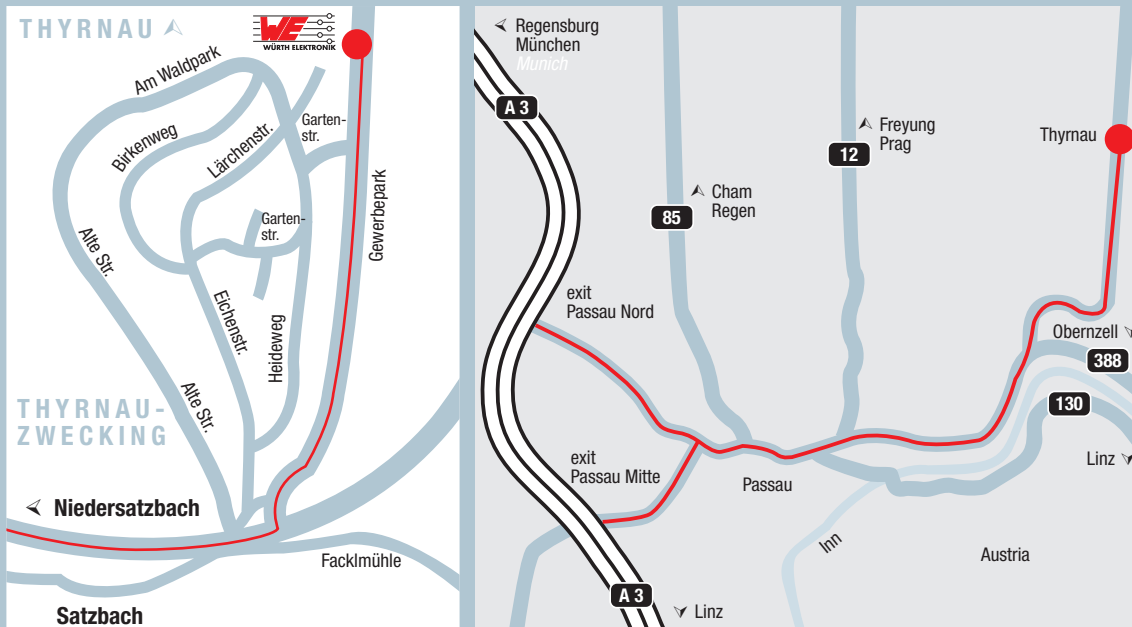 THYRNAU
WE
WÜRTH ELEKTRONIK
Am Waldpark
Birkenweg
Lärchenstr.
Garten-
str.
Gewerbepark
Garten-
str.
Alte Str.
Eichenstr.
Heideweg
Alte Str.
THYRNAU-
ZWECKING
Niedersatzbach
Facklmühle
Satzbach
Regensburg
München
Munich
A 3
Freyung
Prag
12
Thyrnau
Cham
Regen
85
exit
Passau Nord
Obernzell
388
130
exit
Passau Mitte
Passau
Linz
Inn
Austria
A 3
Linz